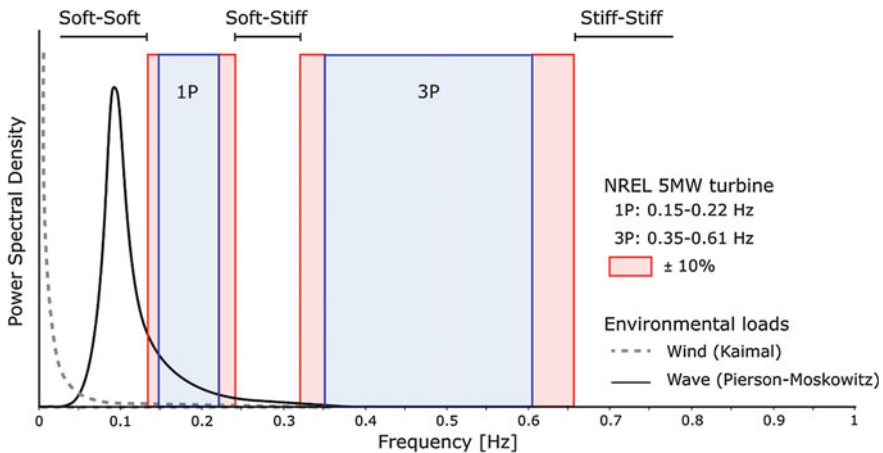 Soft-Soft Soft-Stiff Stiff-Stiff
Power Spectral Density
1P 3P
NREL 5MW turbine
1P: 0.15-0.22 Hz
3P: 0.35-0.61 Hz
± 10%
Environmental loads
Wind (Kaimal)
Wave (Pierson-Moskowitz)
0 0.1 0.2 0.3 0.4 0.5 0.6 0.7 0.8 0.9 1
Frequency [Hz]